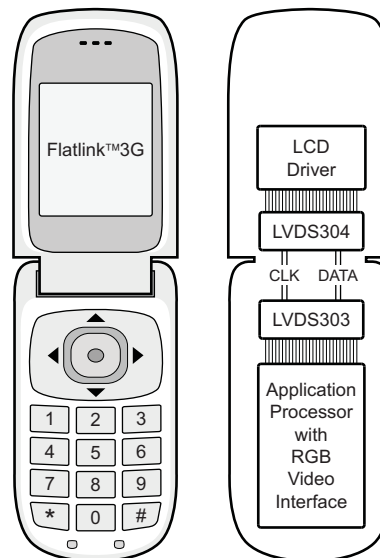 Flatlink™3G
1 2 3
4 5 6
7 8 9
* 0 #
LCD
Driver
LVDS304
CLK DATA
LVDS303
Application
Processor
with
RGB
Video
Interface